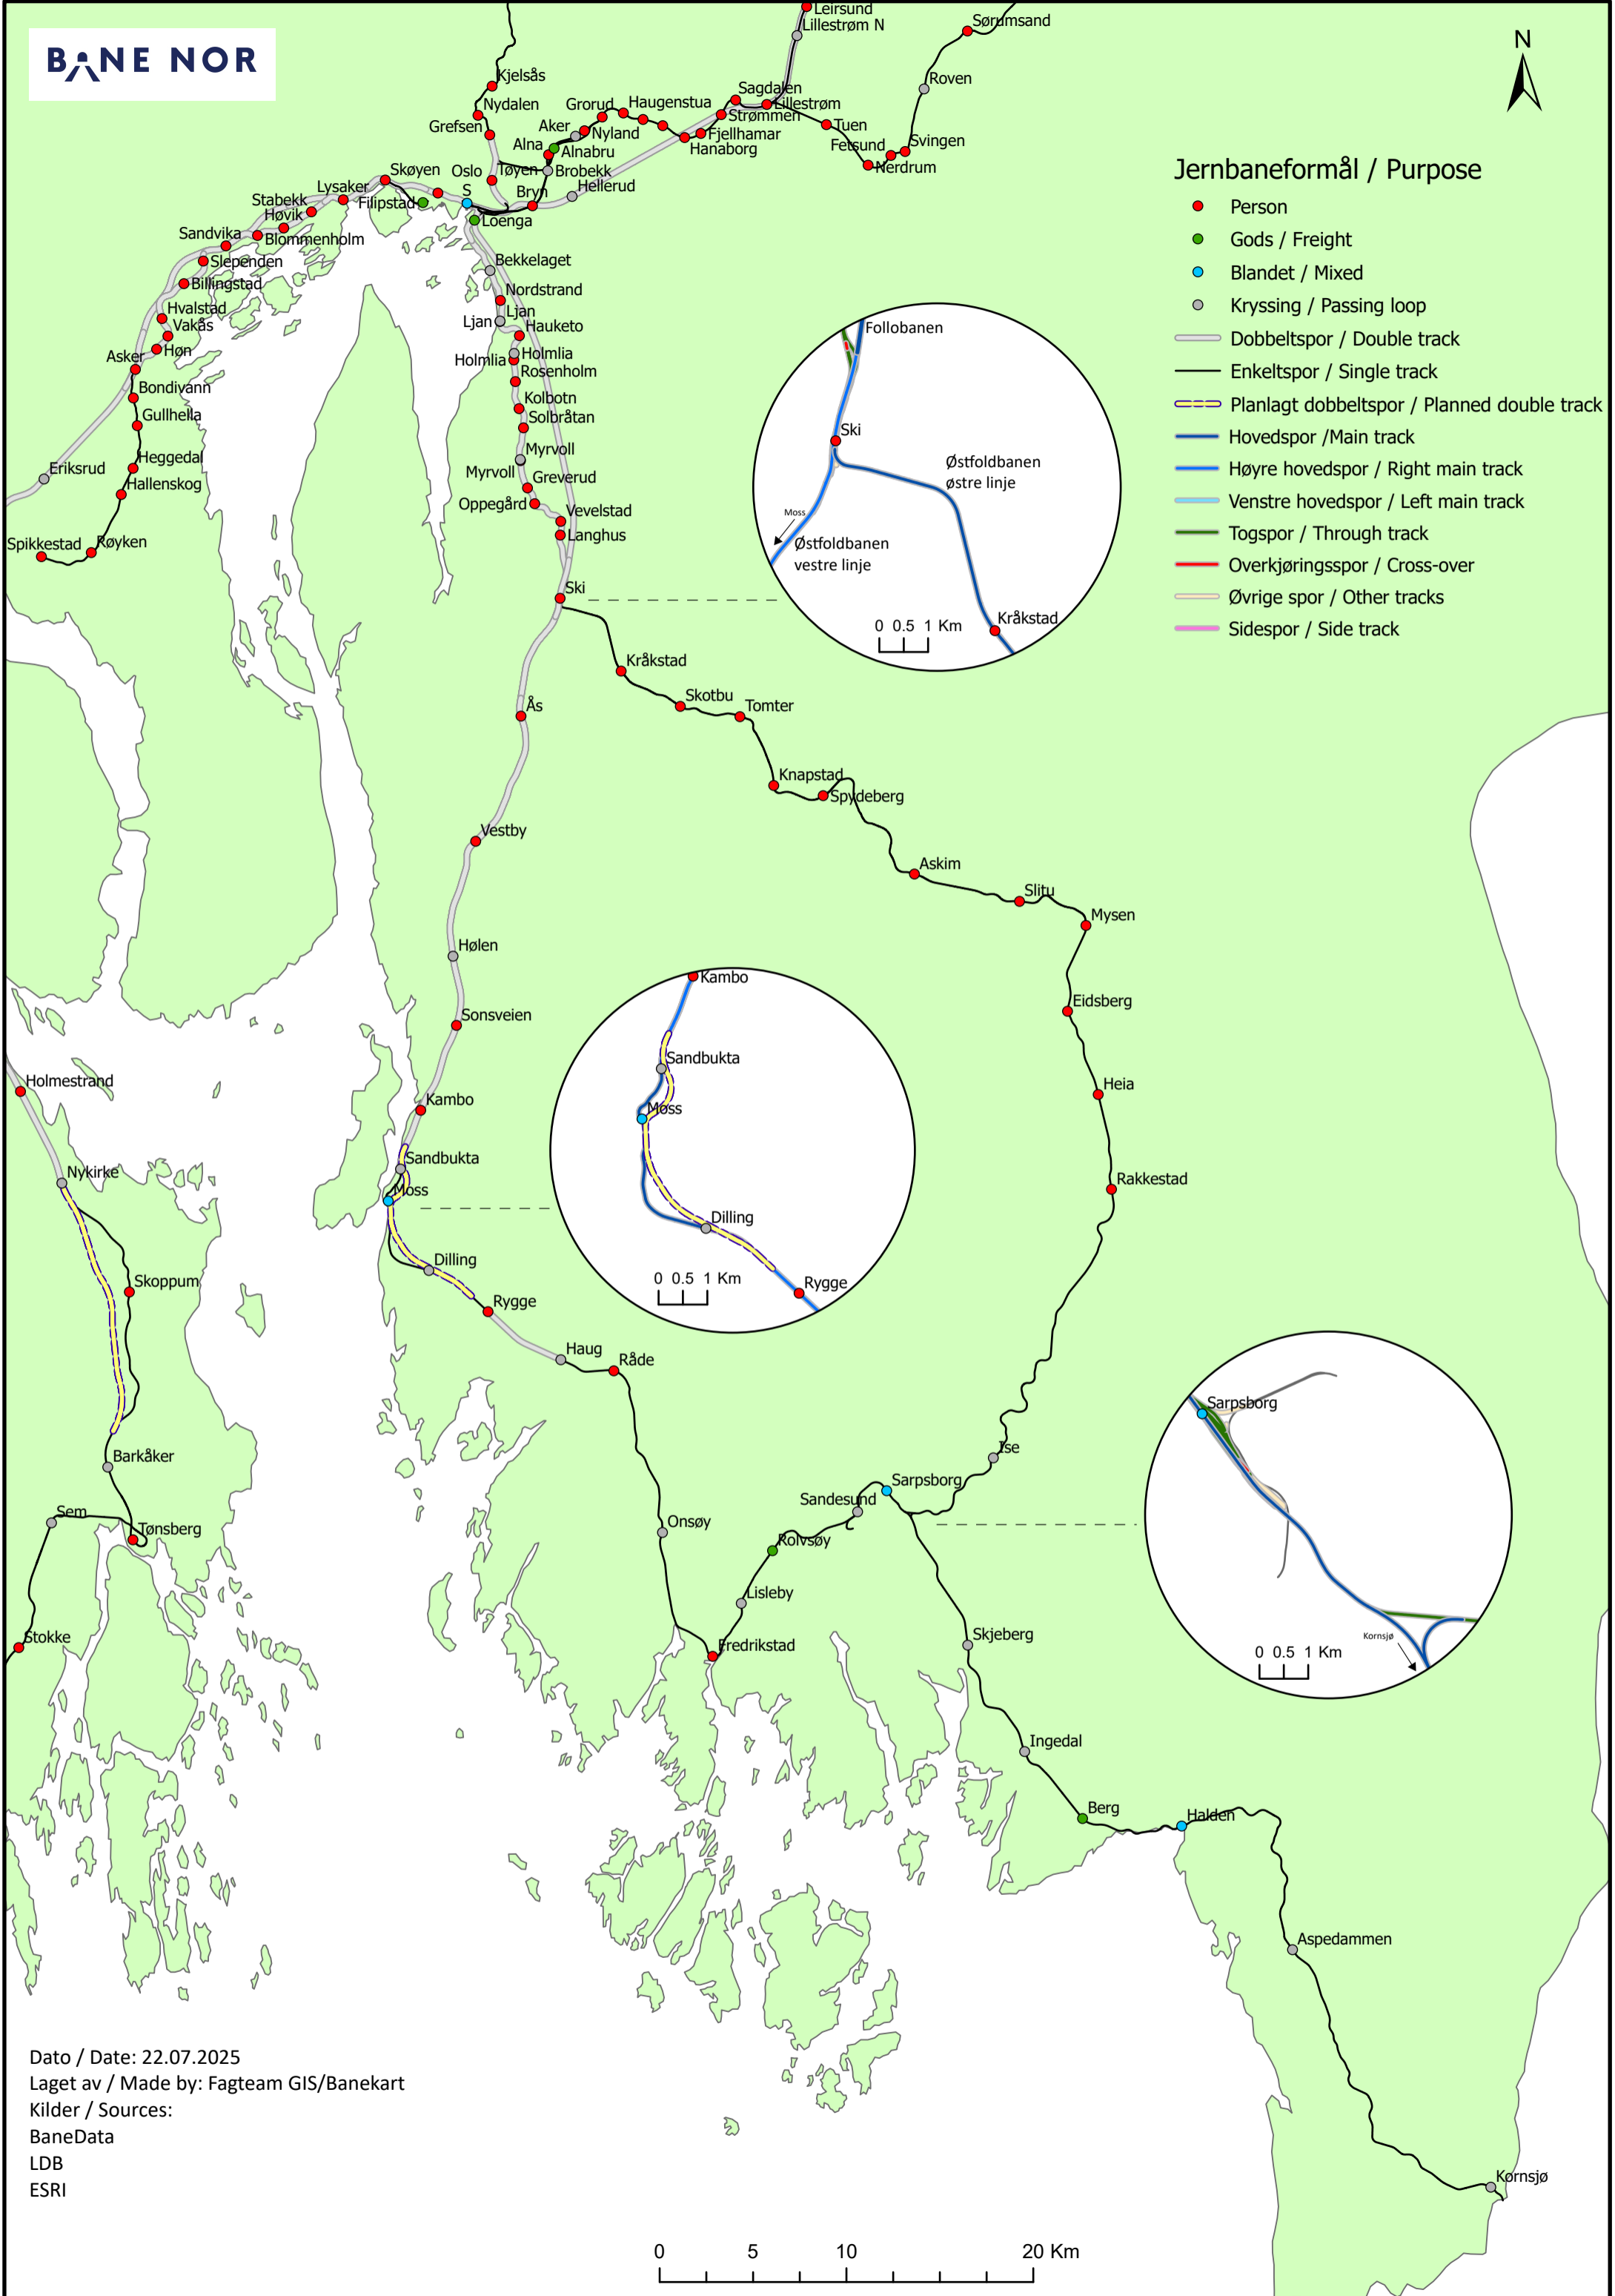 BANE NOR
Leirsund
Lillestrøm N
Sørumsand
N
Kjelsås
Roven
Nydalen
Sagdalen
Grorud
Haugenstua
Lillestrøm
Grefsen
Aker
Nyland
Strømmen
Tuen
Alna
Alnabru
Fjellhamar
Hanaborg
Fetsund
Svingen
Nerdrum
Skøyen
Oslo
S
Tøyen
Brobekk
Hellerud
Lysaker
Filipstad
Bryn
Stabekk
Høvik
Loenga
Sandvika
Blommenholm
Slependen
Bekkelaget
Billingstad
Nordstrand
Hvalstad
Ljan
Ljan
Vakås
Hauketo
Høn
Asker
Holmlia
Holmlia
Rosenholm
Bondivann
Kolbotn
Gullhella
Solbråtan
Heggedal
Myrvoll
Eriksrud
Myrvoll
Greverud
Hallenskog
Oppegård
Vevelstad
Langhus
Spikkestad
Røyken
Ski
Jernbaneformål / Purpose
Person
Gods / Freight
Blandet / Mixed
Kryssing / Passing loop
Dobbeltspor / Double track
Enkeltspor / Single track
Planlagt dobbeltspor / Planned double track
Hovedspor /Main track
Høyre hovedspor / Right main track
Venstre hovedspor / Left main track
Togspor / Through track
Overkjøringsspor / Cross-over
Øvrige spor / Other tracks
Sidespor / Side track
Follobanen
Ski
Østfoldbanen
østre linje
Moss
Østfoldbanen
vestre linje
Kråkstad
0 0.5 1 Km
Kråkstad
Skotbu
Tomter
Ås
Knapstad
Spydeberg
Vestby
Askim
Slitu
Mysen
Hølen
Eidsberg
Sonsveien
Heia
Holmestrand
Kambo
Sandbukta
Nykirke
Moss
Rakkestad
Kambo
Sandbukta
Moss
Dilling
Rygge
0 0.5 1 Km
Dilling
Skoppum
Rygge
Haug
Råde
Sarpsborg
Kornsjø
0 0.5 1 Km
Barkåker
Ise
Sarpsborg
Sandesund
Sem
Tønsberg
Onsøy
Rolvsøy
Lisleby
Stokke
Fredrikstad
Skjeberg
Ingedal
Berg
Halden
Aspedammen
Kornsjø
Dato / Date: 22.07.2025
Laget av / Made by: Fagteam GIS/Banekart
Kilder / Sources:
BaneData
LDB
ESRI
0 5 10 20 Km